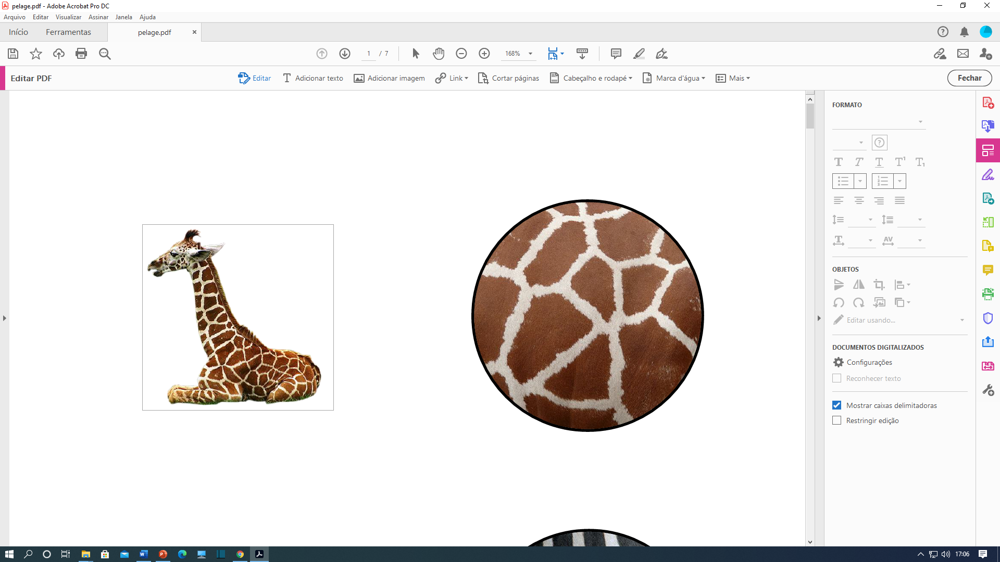 pelage.pdf - Adobe Acrobat Pro DC
Arquivo Editar Visualizar Assinar Janela Ajuda
Início Ferramentas pelage.pdf
1 / 7 168%
Editar PDF Editar Adicionar texto Adicionar imagem Link Cortar páginas Cabeçalho e rodapé Marca d'água Mais Fechar
FORMATO
OBJETOS
Editar usando...
DOCUMENTOS DIGITALIZADOS
Configurações
Reconhecer texto
Mostrar caixas delimitadoras
Restringir edição
17:06